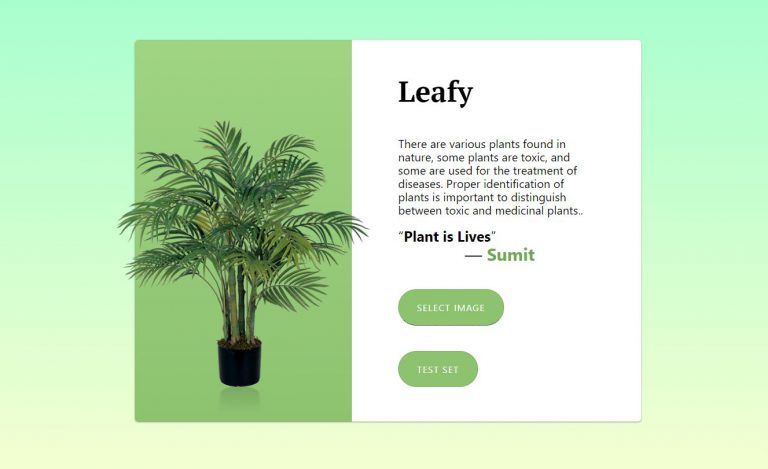 Leafy
There are various plants found in
nature, some plants are toxic, and
some are used for the treatment of
diseases. Proper identification of
plants is important to distinguish
between toxic and medicinal plants..
“Plant is Lives”
— Sumit
SELECT IMAGE
TEST SET